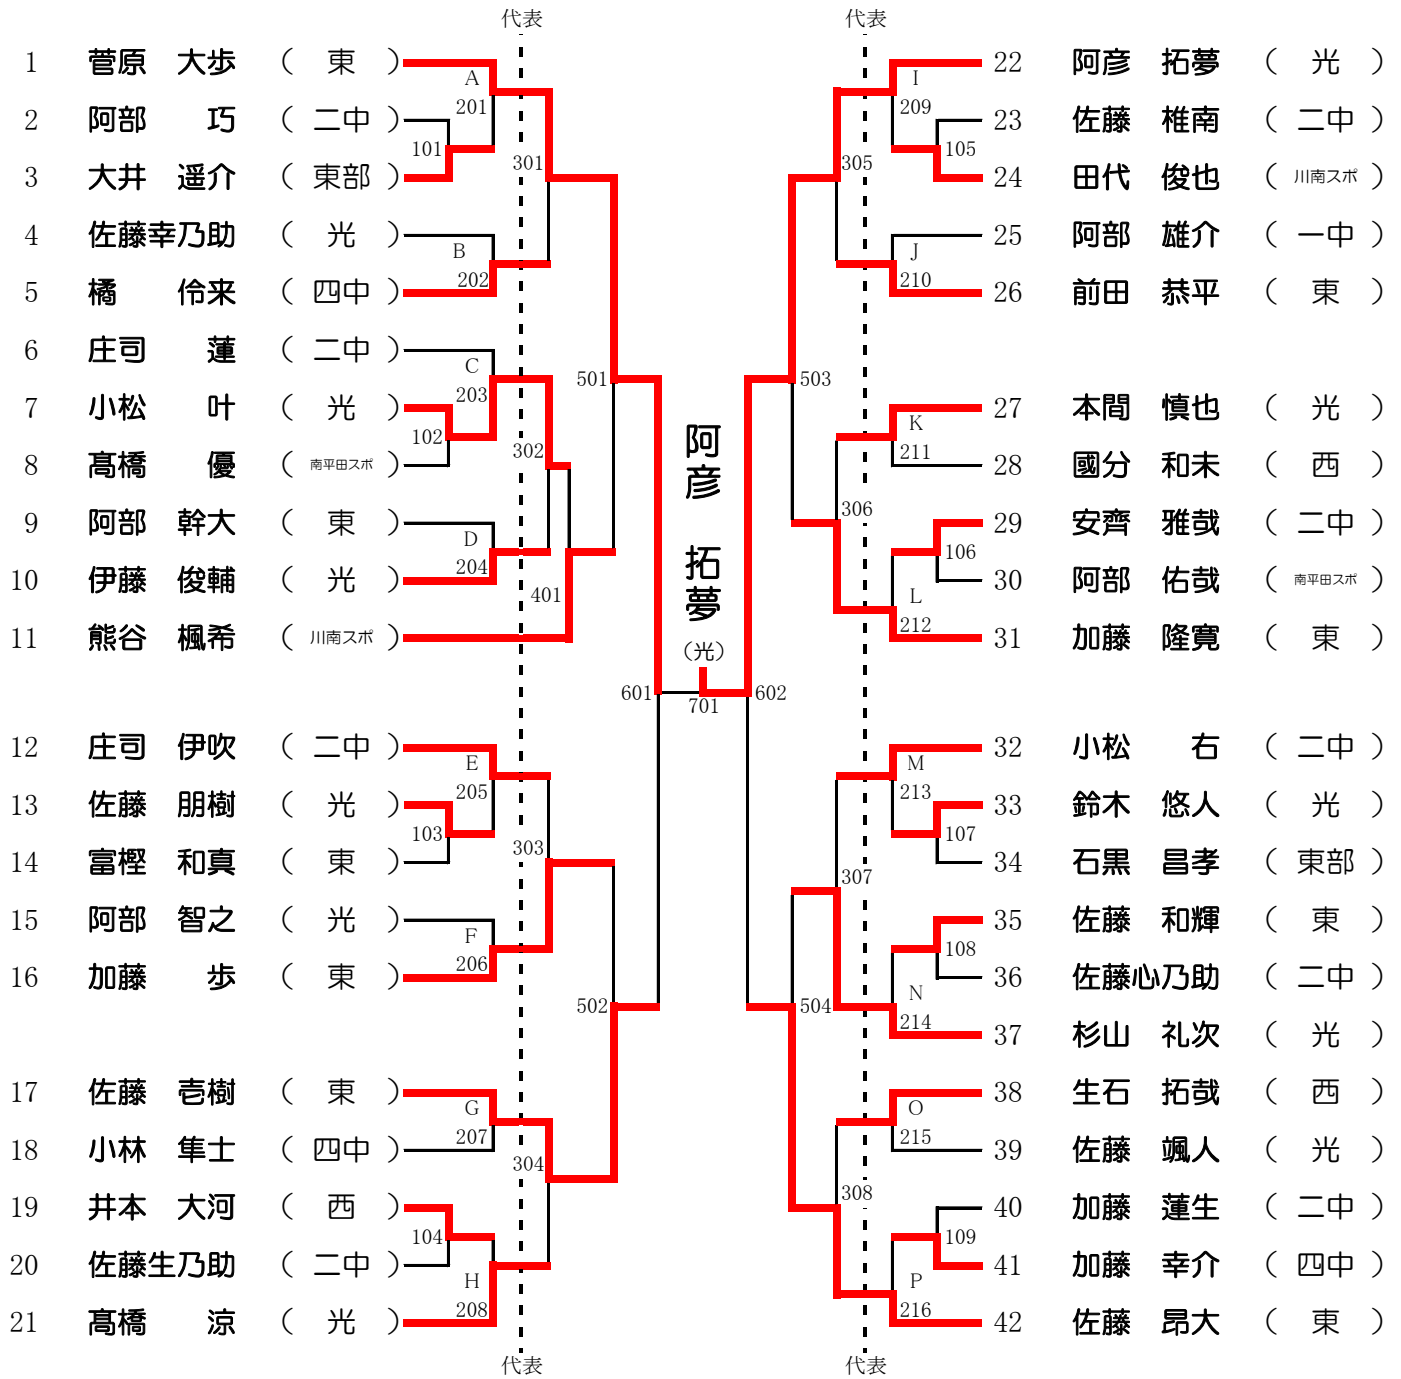 代表
代表
1 菅原 大歩 （ 東 ）
2 阿部 巧 （ 二中 ）
3 大井 遥介 （ 東部 ）
4 佐藤幸乃助 （ 光 ）
5 橘 伶来 （ 四中 ）
6 庄司 蓮 （ 二中 ）
7 小松 叶 （ 光 ）
8 髙橋 優 （ 南平田スポ ）
9 阿部 幹大 （ 東 ）
10 伊藤 俊輔 （ 光 ）
11 熊谷 楓希 （ 川南スポ ）
12 庄司 伊吹 （ 二中 ）
13 佐藤 朋樹 （ 光 ）
14 富樫 和真 （ 東 ）
15 阿部 智之 （ 光 ）
16 加藤 歩 （ 東 ）
17 佐藤 壱樹 （ 東 ）
18 小林 隼士 （ 四中 ）
19 井本 大河 （ 西 ）
20 佐藤生乃助 （ 二中 ）
21 髙橋 涼 （ 光 ）
A
201
101
301
B
202
C
203
102
302
D
204
401
501
E
205
103
303
F
206
502
G
207
304
104
H
208
601
阿彦 拓夢
（光）
701
602
I
209
105
305
J
210
503
K
211
306
106
L
212
M
213
107
307
108
N
214
504
O
215
308
109
P
216
22 阿彦 拓夢 （ 光 ）
23 佐藤 椎南 （ 二中 ）
24 田代 俊也 （ 川南スポ ）
25 阿部 雄介 （ 一中 ）
26 前田 恭平 （ 東 ）
27 本間 慎也 （ 光 ）
28 國分 和未 （ 西 ）
29 安齊 雅哉 （ 二中 ）
30 阿部 佑哉 （ 南平田スポ ）
31 加藤 隆寛 （ 東 ）
32 小松 右 （ 二中 ）
33 鈴木 悠人 （ 光 ）
34 石黒 昌孝 （ 東部 ）
35 佐藤 和輝 （ 東 ）
36 佐藤心乃助 （ 二中 ）
37 杉山 礼次 （ 光 ）
38 生石 拓哉 （ 西 ）
39 佐藤 颯人 （ 光 ）
40 加藤 蓮生 （ 二中 ）
41 加藤 幸介 （ 四中 ）
42 佐藤 昂大 （ 東 ）
代表
代表